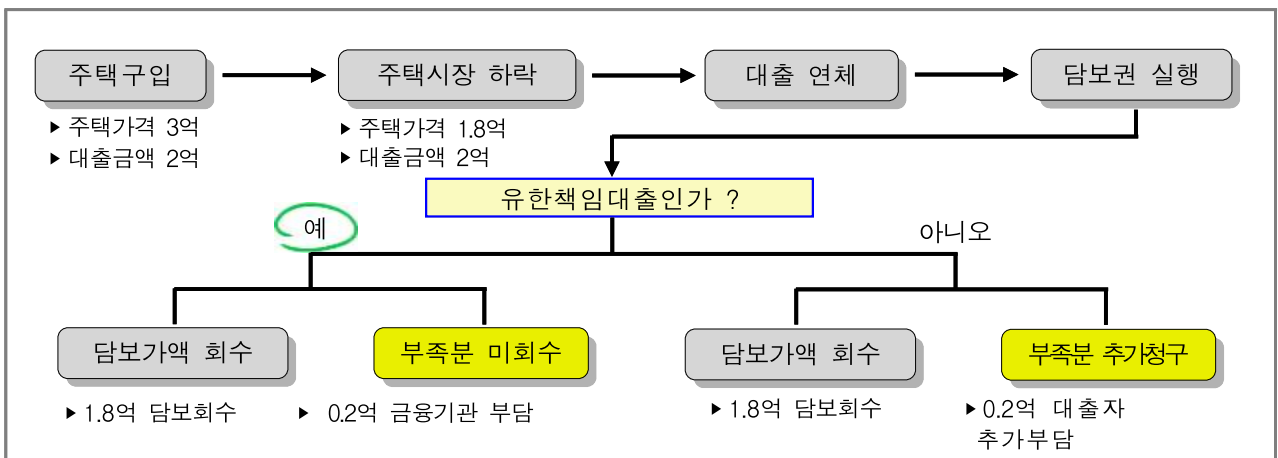 주택구입
주택시장 하락
대출 연체
담보권 실행
▶ 주택가격 3억
▶ 대출금액 2억
▶ 주택가격 1.8억
▶ 대출금액 2억
유한책임대출인가 ?
예
아니오
담보가액 회수
부족분 미회수
담보가액 회수
부족분 추가청구
▶ 1.8억 담보회수
▶ 0.2억 금융기관 부담
▶ 1.8억 담보회수
▶ 0.2억 대출자
추가부담